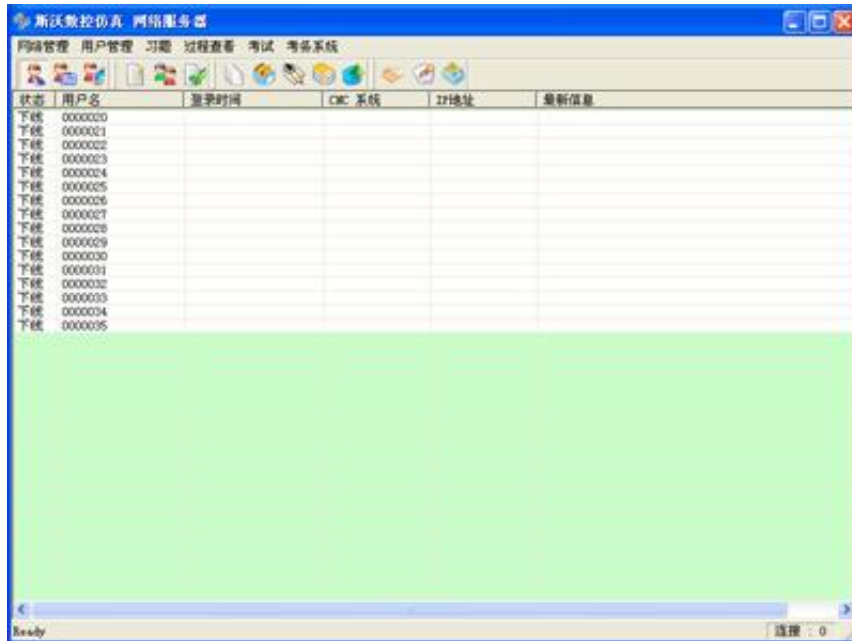 斯沃数控仿真 网络服务器
网络管理 用户管理 习题 过程查看 考试 考务系统
状态 用户名 登录时间 CNC 系统 IP地址 最新信息
下线 0000020
下线 0000021
下线 0000022
下线 0000023
下线 0000024
下线 0000025
下线 0000026
下线 0000027
下线 0000028
下线 0000029
下线 0000030
下线 0000031
下线 0000032
下线 0000033
下线 0000034
下线 0000035
Ready 连接 : 0